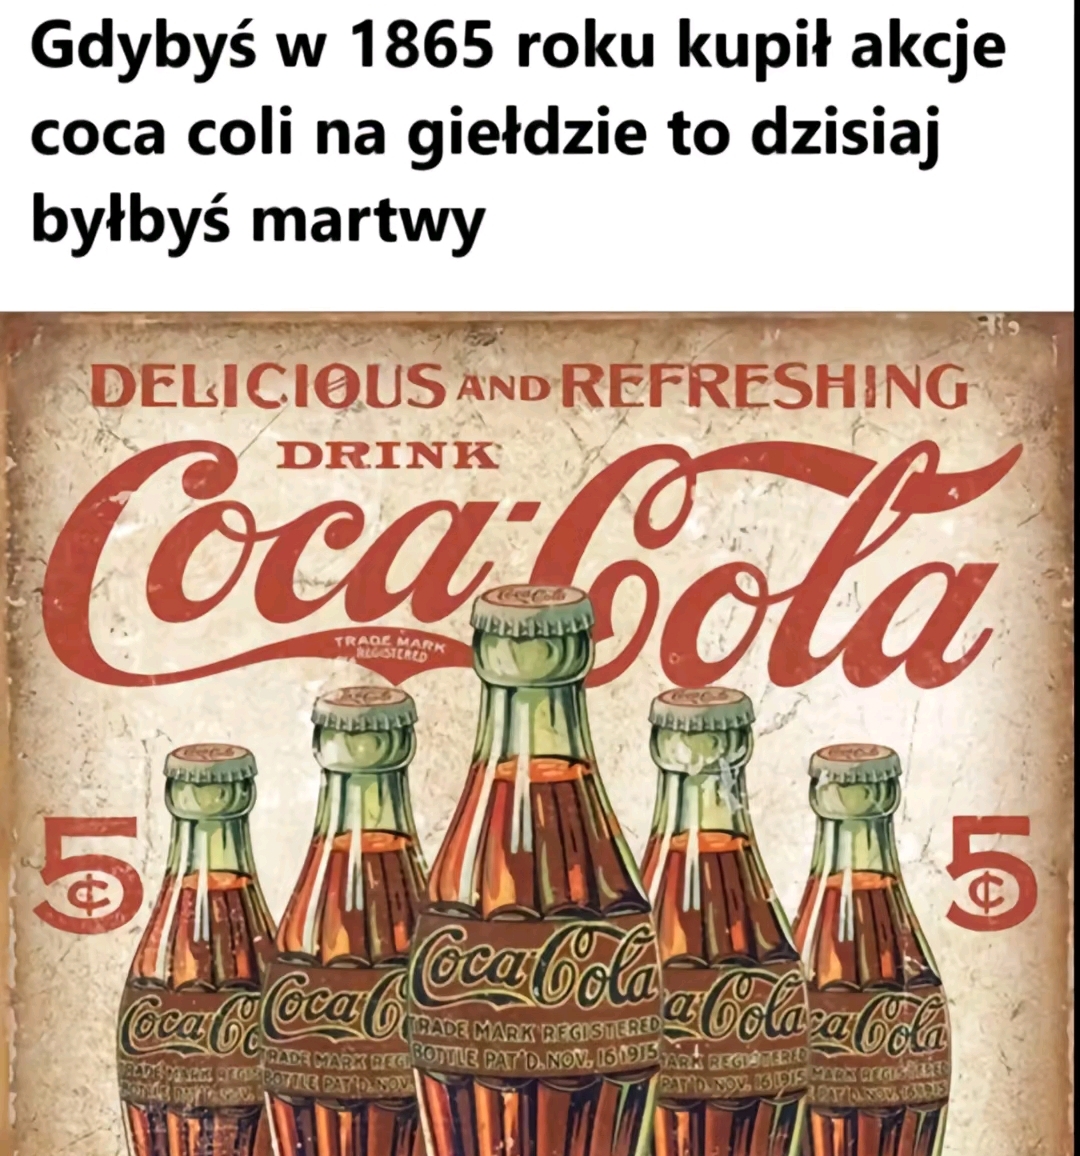 Gdybyś w 1865 roku kupił akcje
coca coli na giełdzie to dzisiaj
byłbyś martwy
DELICIOUS AND REFRESHING
DRINK
Coca-Cola
TRADE MARK
REGISTERED
5¢ 5¢
Coca-Cola
TRADE MARK REGISTERED
BOTTLE PAT'D. NOV. 16 1915